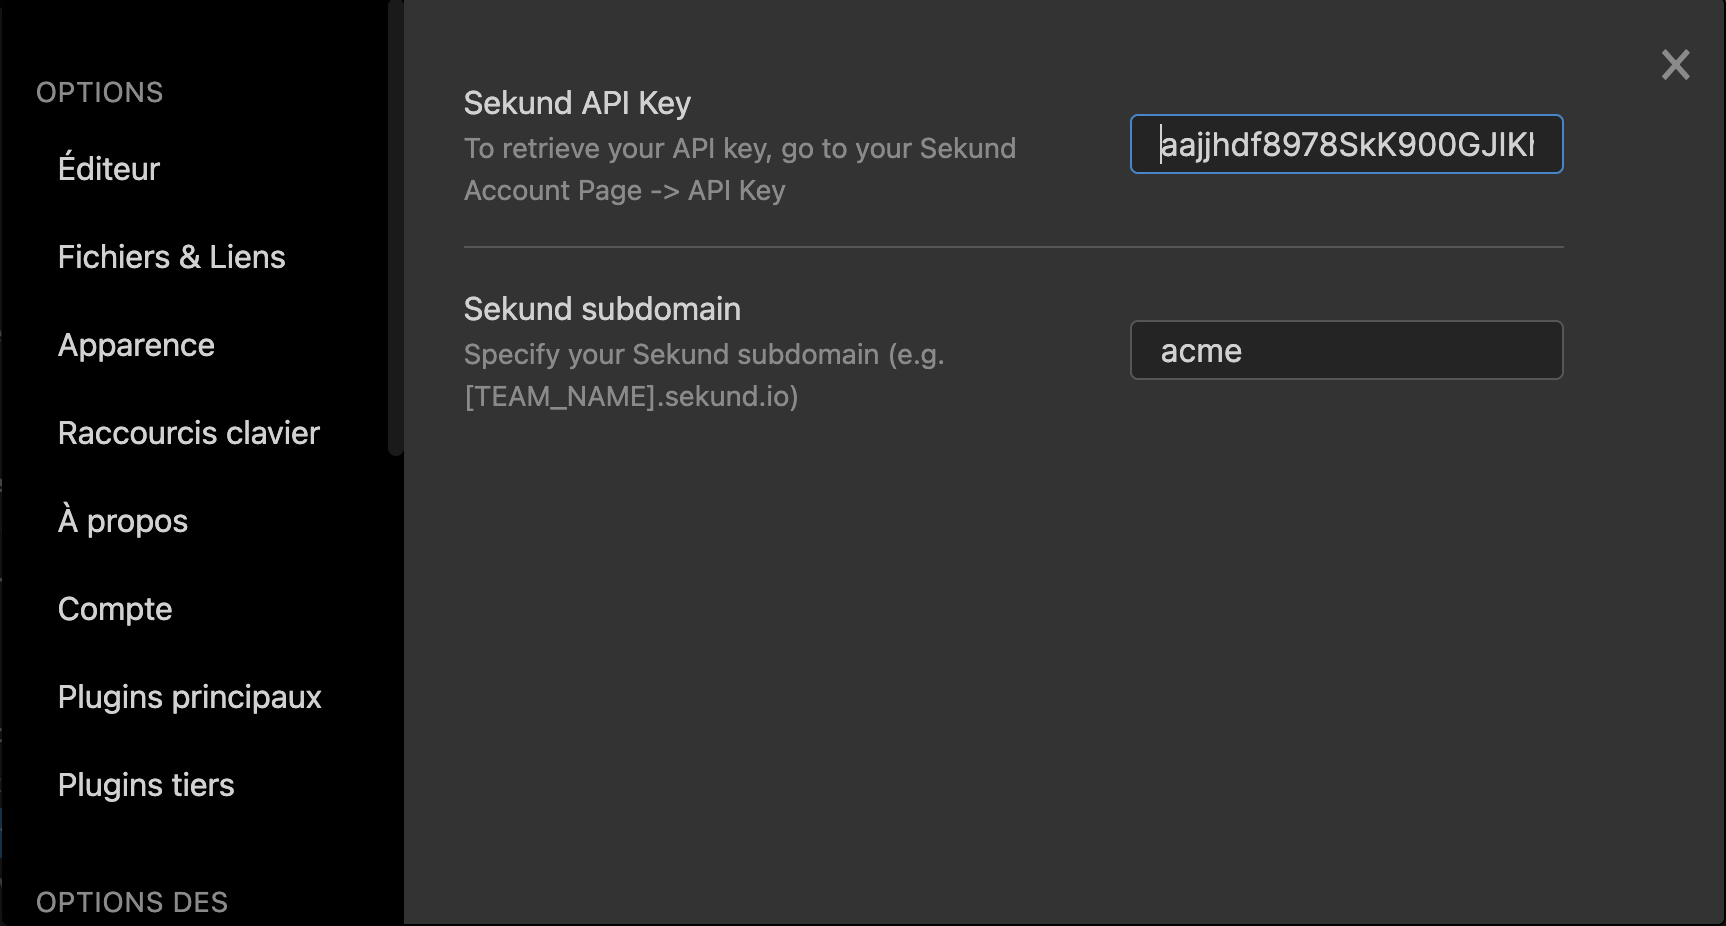 OPTIONS
Éditeur
Fichiers & Liens
Apparence
Raccourcis clavier
À propos
Compte
Plugins principaux
Plugins tiers
OPTIONS DES
Sekund API Key
To retrieve your API key, go to your Sekund
Account Page -> API Key
Sekund subdomain
Specify your Sekund subdomain (e.g.
[TEAM_NAME].sekund.io)
acme